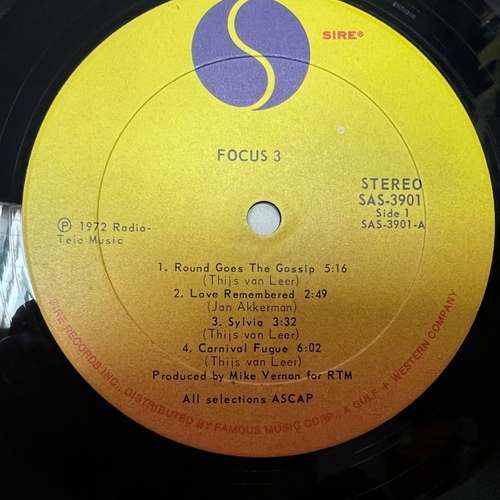 SIRE®
FOCUS 3
STEREO
SAS-3901
Side 1
SAS-3901-A
Ⓟ 1972 Radio-
Teic Music
1. Round Goes The Gossip 5:16
(Thijs van Leer)
2. Love Remembered 2:49
(Jan Akkerman)
3. Sylvia 3:32
(Thijs van Leer)
4. Carnival Fugue 6:02
(Thijs van Leer)
Produced by Mike Vernon for RTM
All selections ASCAP
SIRE RECORDS INC., DISTRIBUTED BY FAMOUS MUSIC CORP., A GULF + WESTERN COMPANY